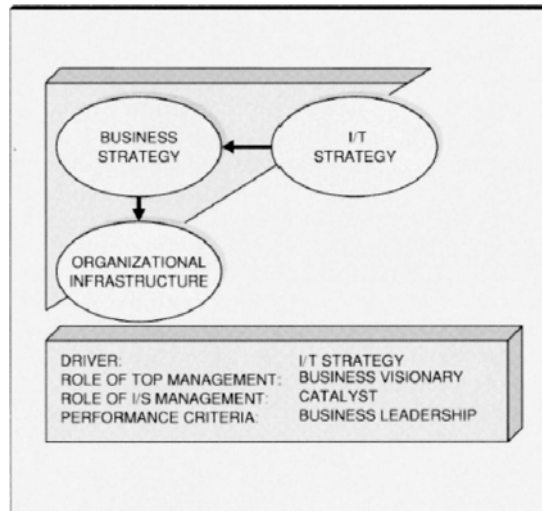 BUSINESS
STRATEGY
I/T
STRATEGY
ORGANIZATIONAL
INFRASTRUCTURE
DRIVER: I/T STRATEGY
ROLE OF TOP MANAGEMENT: BUSINESS VISIONARY
ROLE OF I/S MANAGEMENT: CATALYST
PERFORMANCE CRITERIA: BUSINESS LEADERSHIP